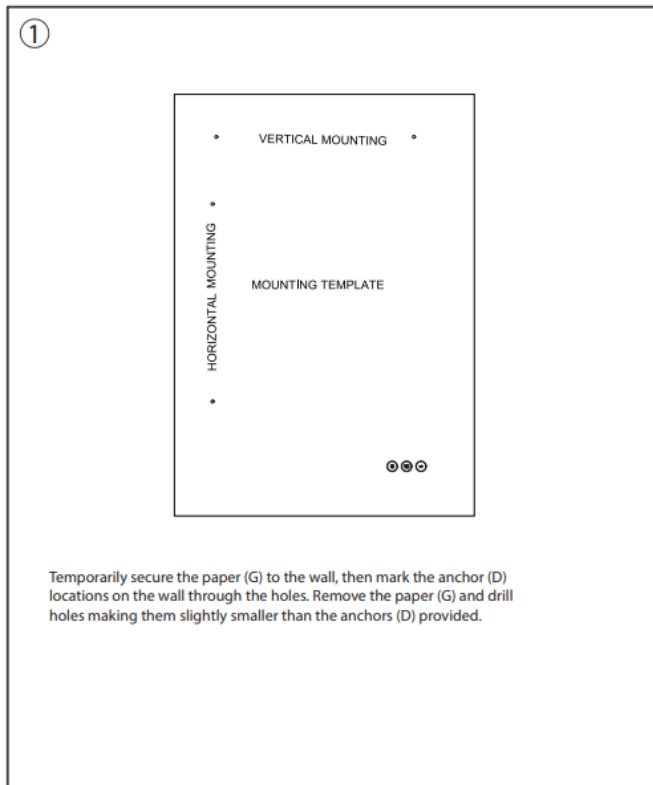 ①
VERTICAL MOUNTING
HORIZONTAL MOUNTING
MOUNTING TEMPLATE
Temporarily secure the paper (G) to the wall, then mark the anchor (D)
locations on the wall through the holes. Remove the paper (G) and drill
holes making them slightly smaller than the anchors (D) provided.